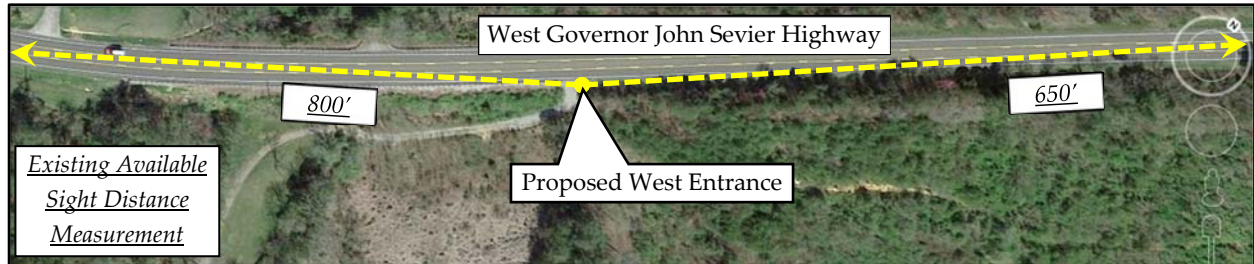 West Governor John Sevier Highway
N
800’
650’
Existing Available
Sight Distance
Measurement
Proposed West Entrance